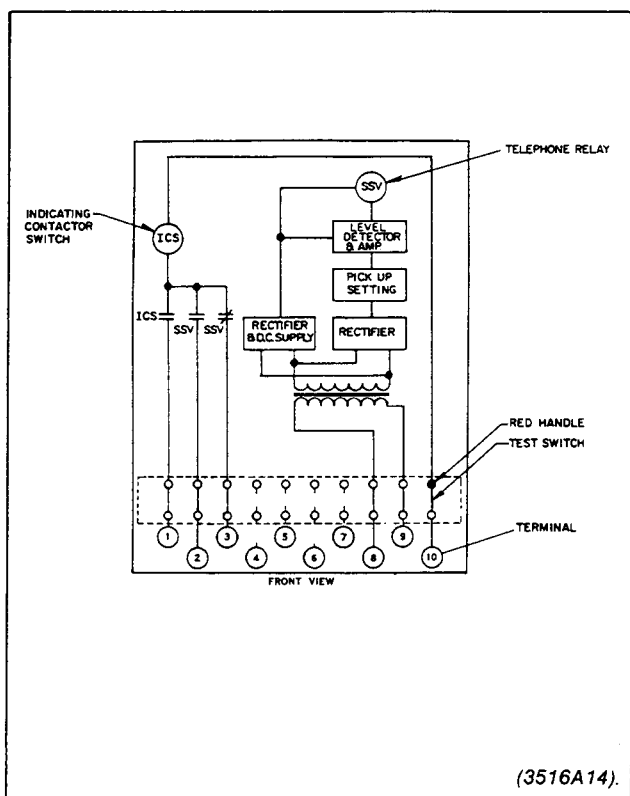 TELEPHONE RELAY
SSV
INDICATING
CONTACTOR
SWITCH
ICS
LEVEL
DETECTOR
& AMP
PICK UP
SETTING
ICS
SSV
SSV
RECTIFIER
& D.C. SUPPLY
RECTIFIER
RED HANDLE
TEST SWITCH
1
3
5
7
9
TERMINAL
2
4
6
8
10
FRONT VIEW
(3516A14).